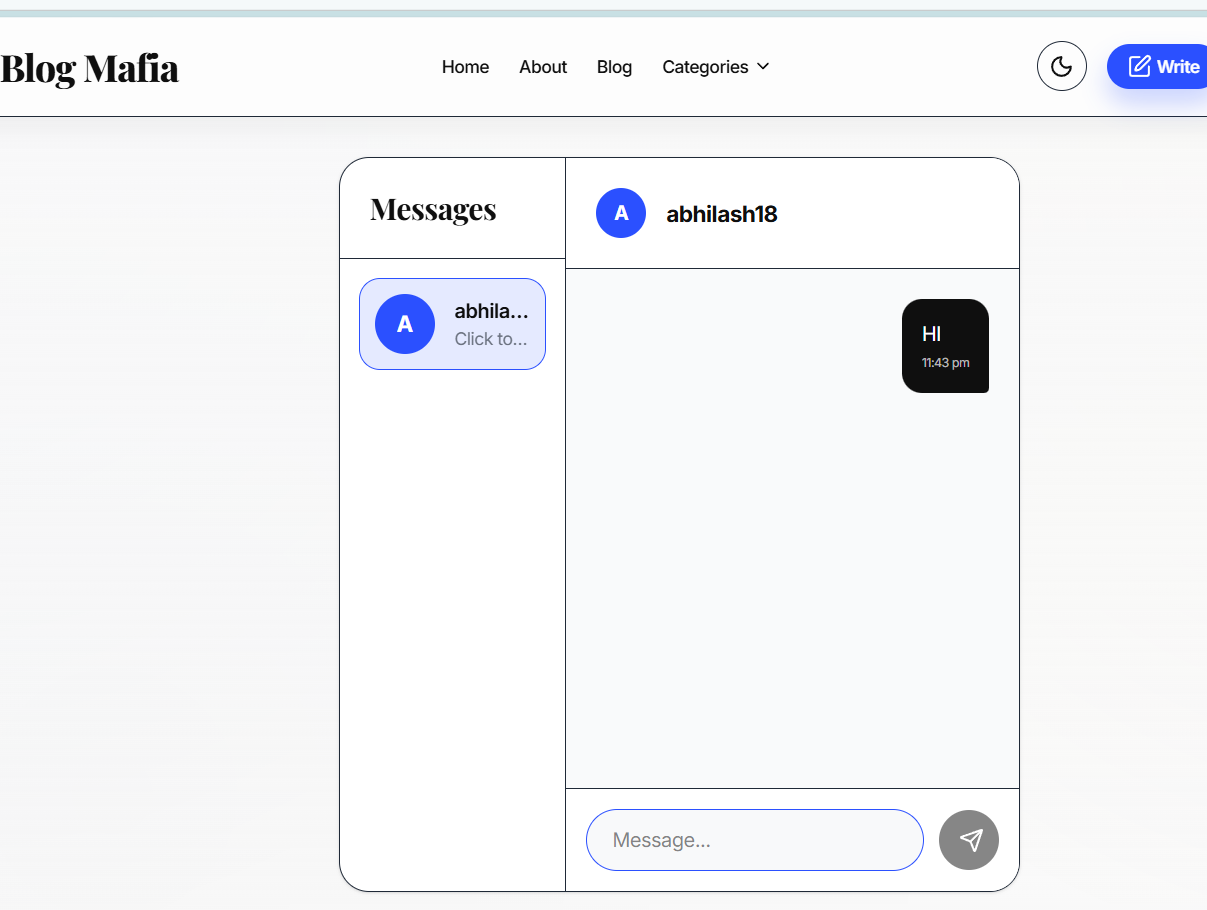 Blog Mafia
Home About Blog Categories
Write
Messages
A abhilash18
A abhila...
Click to...
HI
11:43 pm
Message...